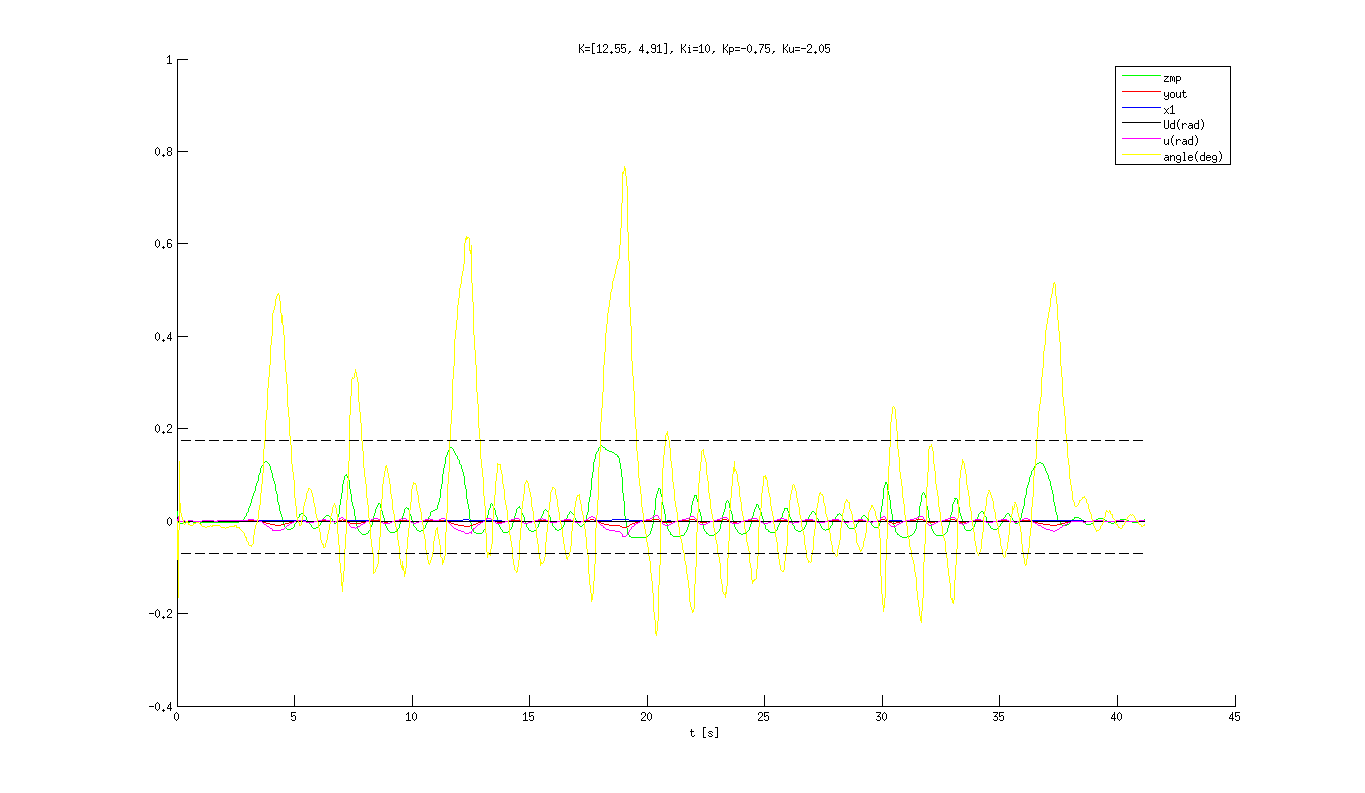 K=[12.55, 4.91], Ki=10, Kp=-0.75, Ku=-2.05
zmp
yout
x1
Ud(rad)
u(rad)
angle(deg)
1
0.8
0.6
0.4
0.2
0
-0.2
-0.4
0 5 10 15 20 25 30 35 40 45
t [s]